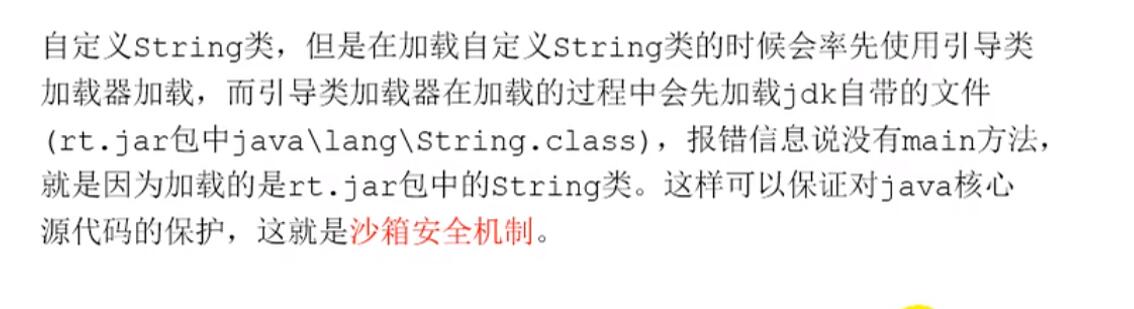 自定义String类，但是在加载自定义String类的时候会率先使用引导类
加载器加载，而引导类加载器在加载的过程中会先加载jdk自带的文件
(rt.jar包中java\lang\String.class)，报错信息说没有main方法，
就是因为加载的是rt.jar包中的String类。这样可以保证对java核心
源代码的保护，这就是沙箱安全机制。